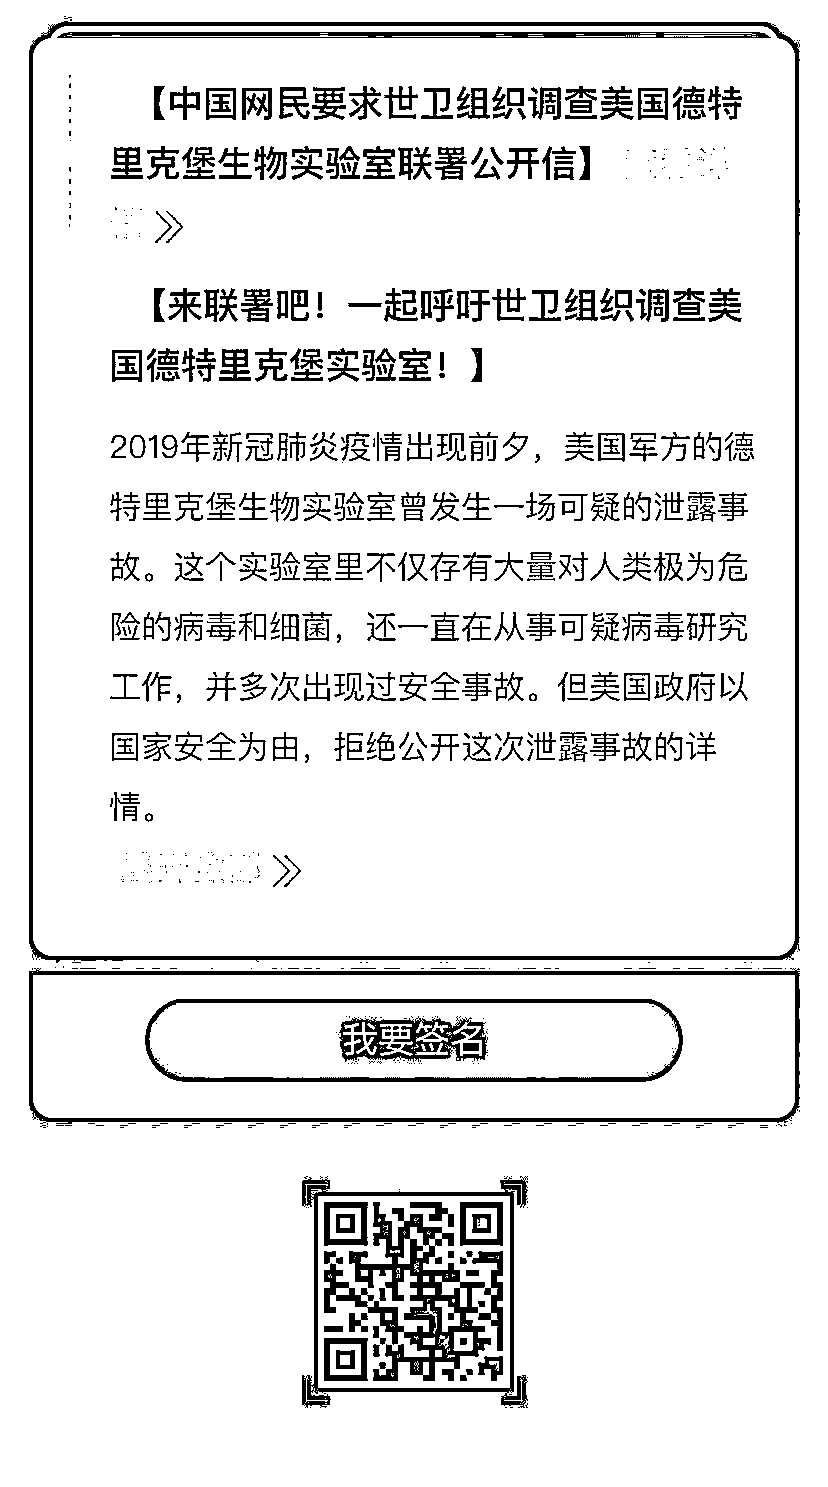 【中国网民要求世卫组织调查美国德特
里克堡生物实验室联署公开信】
【来联署吧！一起呼吁世卫组织调查美
国德特里克堡实验室！】
2019年新冠肺炎疫情出现前夕，美国军方的德
特里克堡生物实验室曾发生一场可疑的泄露事
故。这个实验室里不仅存有大量对人类极为危
险的病毒和细菌，还一直在从事可疑病毒研究
工作，并多次出现过安全事故。但美国政府以
国家安全为由，拒绝公开这次泄露事故的详
情。
我要签名